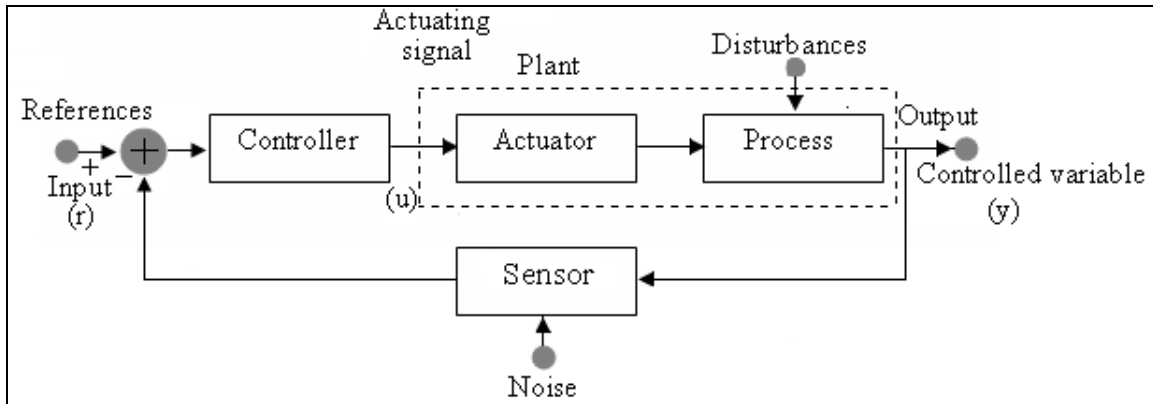 Actuating
signal
Disturbances
Plant
References
Controller
Actuator
Process
Output
+
+
Input
−
(r)
(u)
Controlled variable
(y)
Sensor
Noise